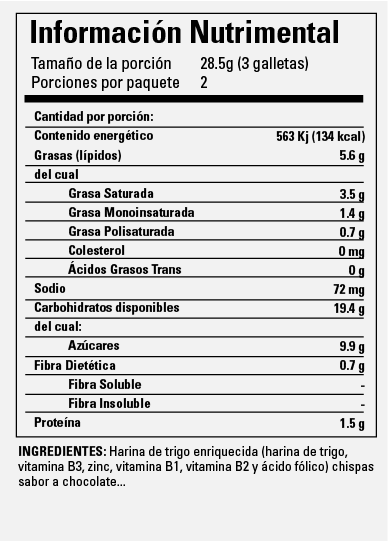 Información Nutrimental
Tamaño de la porción 28.5g (3 galletas)
Porciones por paquete 2
Cantidad por porción:
Contenido energético 563 Kj (134 kcal)
Grasas (lípidos) 5.6 g
del cual
Grasa Saturada 3.5 g
Grasa Monoinsaturada 1.4 g
Grasa Polisaturada 0.7 g
Colesterol 0 mg
Ácidos Grasos Trans 0 g
Sodio 72 mg
Carbohidratos disponibles 19.4 g
del cual:
Azúcares 9.9 g
Fibra Dietética 0.7 g
Fibra Soluble -
Fibra Insoluble -
Proteína 1.5 g
INGREDIENTES: Harina de trigo enriquecida (harina de trigo,
vitamina B3, zinc, vitamina B1, vitamina B2 y ácido fólico) chispas
sabor a chocolate...